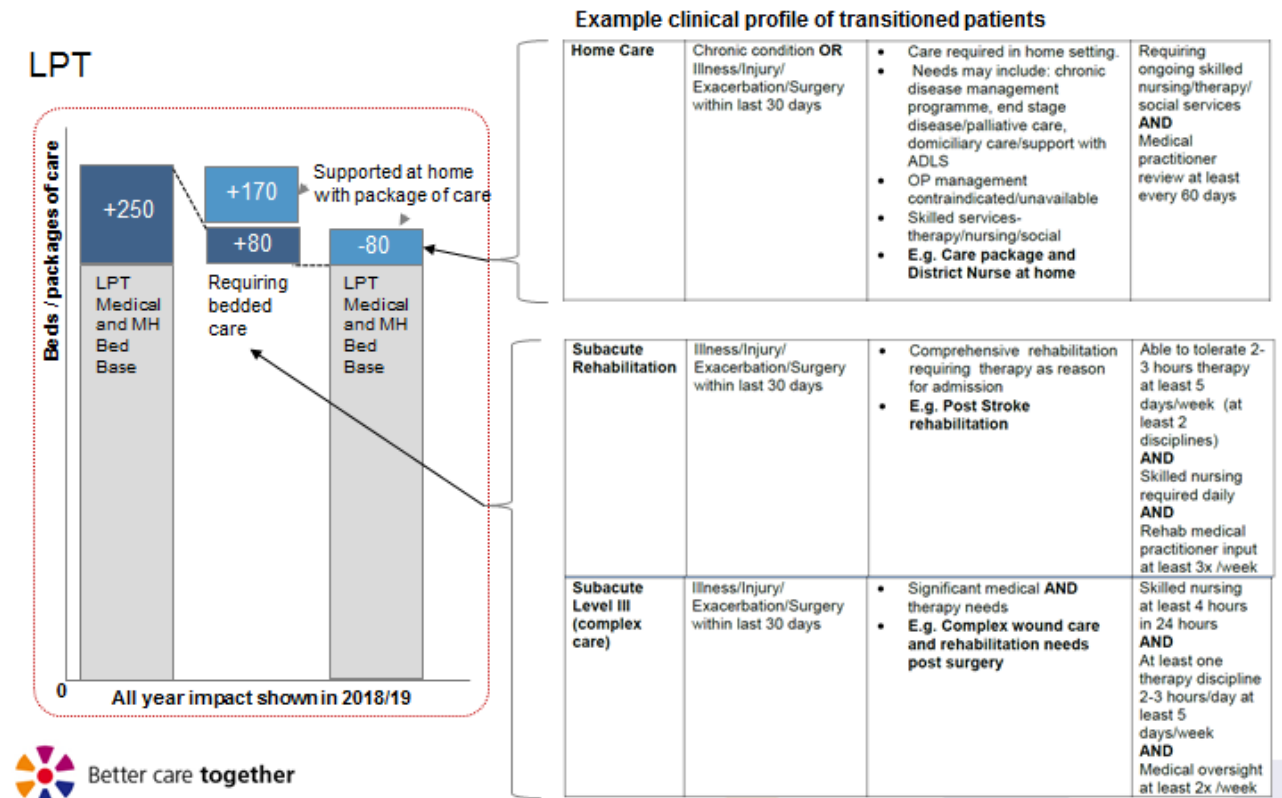 Example clinical profile of transitioned patients
LPT
Beds / packages of care
+250
+170
+80
-80
Supported at home
with package of care
LPT
Medical
and MH
Bed
Base
Requiring
bedded
care
LPT
Medical
and MH
Bed
Base
0
All year impact shown in 2018/19
Home Care
Chronic condition OR
Illness/Injury/
Exacerbation/Surgery
within last 30 days
• Care required in home setting.
• Needs may include: chronic
disease management
programme, end stage
disease/palliative care,
domiciliary care/support with
ADLS
• OP management
contraindicated/unavailable
• Skilled services-
therapy/nursing/social
• E.g. Care package and
District Nurse at home
Requiring
ongoing skilled
nursing/therapy/
social services
AND
Medical
practitioner
review at least
every 60 days
Subacute
Rehabilitation
Illness/Injury/
Exacerbation/Surgery
within last 30 days
• Comprehensive rehabilitation
requiring therapy as reason
for admission
• E.g. Post Stroke
rehabilitation
Able to tolerate 2-
3 hours therapy
at least 5
days/week (at
least 2
disciplines)
AND
Skilled nursing
required daily
AND
Rehab medical
practitioner input
at least 3x /week
Subacute
Level III
(complex
care)
Illness/Injury/
Exacerbation/Surgery
within last 30 days
• Significant medical AND
therapy needs
• E.g. Complex wound care
and rehabilitation needs
post surgery
Skilled nursing
at least 4 hours
in 24 hours
AND
At least one
therapy discipline
2-3 hours/day at
least 5
days/week
AND
Medical oversight
at least 2x /week
Better care together